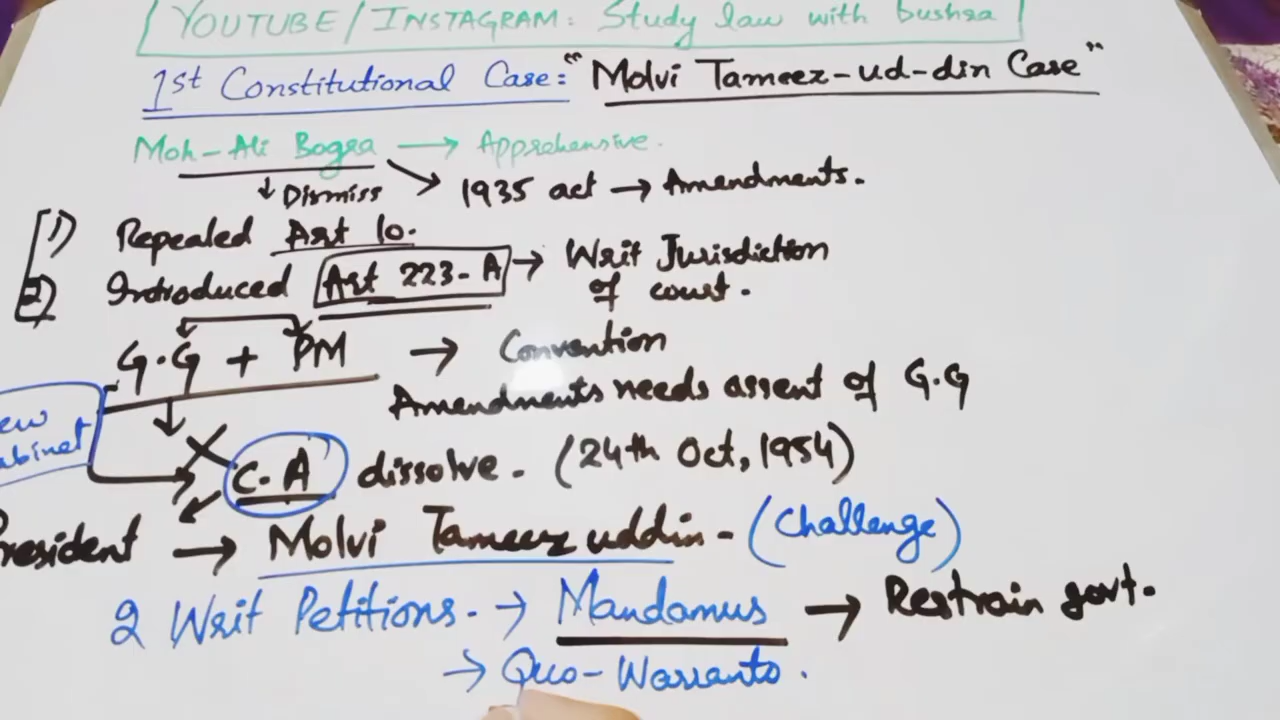 YOUTUBE/INSTAGRAM: Study law with bushra
1st Constitutional Case: "Molvi Tameez-ud-din Case"
Moh-Ali Bogra → Apprehensive.
↓ Dismiss → 1935 act → Amendments.
1) Repealed Art 10.
2) Introduced Art 223-A → Writ Jurisdiction
of court.
G.G + PM → Convention
Amendments needs assent of G.G
C.A dissolve. (24th Oct, 1954)
President → Molvi Tameez uddin - (Challenge)
2 Writ Petitions. → Mandamus → Restrain govt.
→ Quo-Warranto.